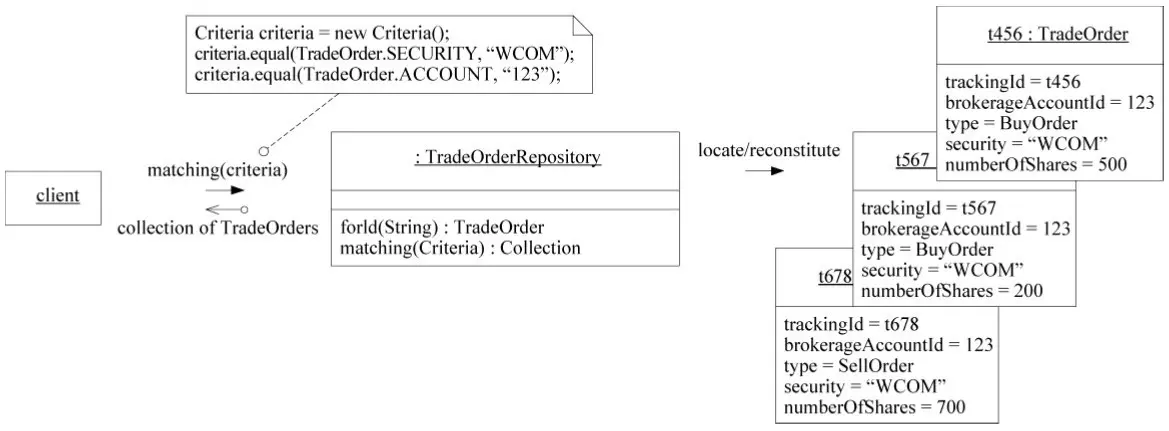 Criteria criteria = new Criteria();
criteria.equal(TradeOrder.SECURITY, “WCOM”);
criteria.equal(TradeOrder.ACCOUNT, “123”);
client
matching(criteria)
collection of TradeOrders
: TradeOrderRepository
forId(String) : TradeOrder
matching(Criteria) : Collection
locate/reconstitute
t456 : TradeOrder
trackingId = t456
brokerageAccountId = 123
type = BuyOrder
security = “WCOM”
numberOfShares = 500
t567
trackingId = t567
brokerageAccountId = 123
type = BuyOrder
security = “WCOM”
numberOfShares = 200
t678
trackingId = t678
brokerageAccountId = 123
type = SellOrder
security = “WCOM”
numberOfShares = 700